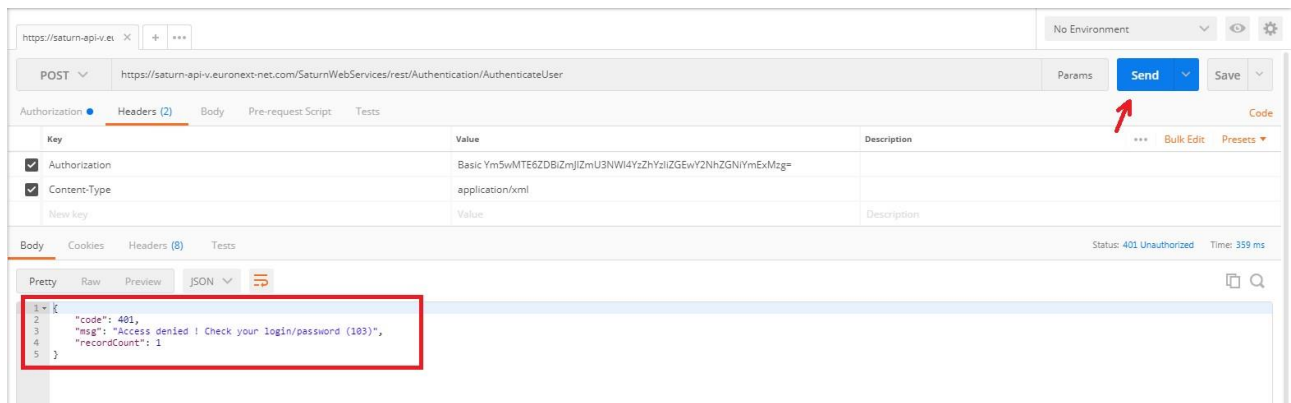 https://saturn-api-v.eu
No Environment
POST https://saturn-api-v.euronext-net.com/SaturnWebServices/rest/Authentication/AuthenticateUser Params Send Save
Authorization Headers (2) Body Pre-request Script Tests Code
Key Value Description Bulk Edit Presets
Authorization Basic Ym5wMTE6ZDBiZmJlZmU3NWI4YzZhYzIiZGEwY2NhZGNiYmExMzg=
Content-Type application/xml
New key Value Description
Body Cookies Headers (8) Tests Status: 401 Unauthorized Time: 359 ms
Pretty Raw Preview JSON
1 {
2 "code": 401,
3 "msg": "Access denied ! Check your login/password (103)",
4 "recordCount": 1
5 }